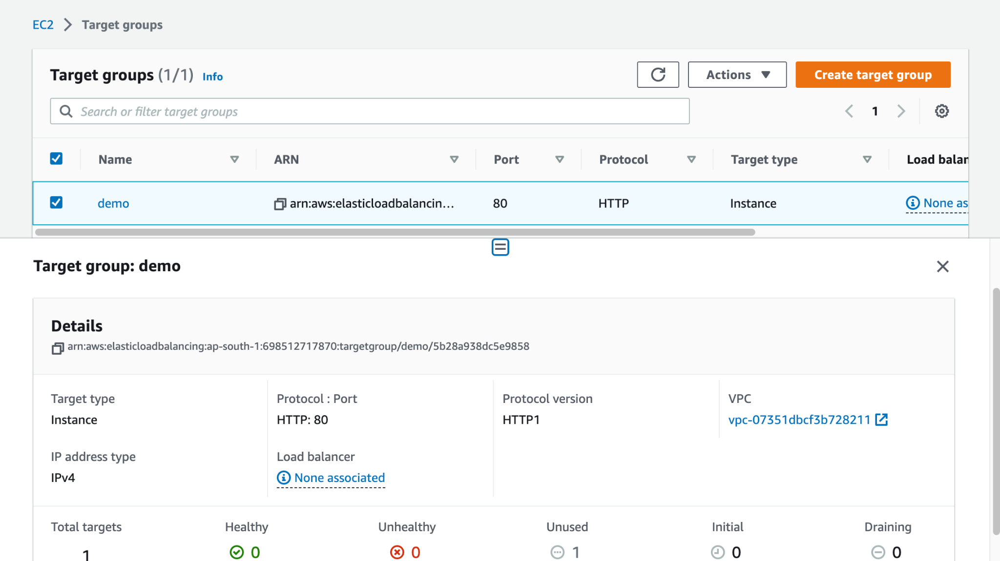 EC2 > Target groups
Target groups (1/1) Info
Actions
Create target group
Search or filter target groups
1
Name ARN Port Protocol Target type Load balan
demo arn:aws:elasticloadbalancin... 80 HTTP Instance None as
Target group: demo
Details
arn:aws:elasticloadbalancing:ap-south-1:698512717870:targetgroup/demo/5b28a938dc5e9858
Target type Protocol : Port Protocol version VPC
Instance HTTP: 80 HTTP1 vpc-07351dbcf3b728211
IP address type Load balancer
IPv4 None associated
Total targets Healthy Unhealthy Unused Initial Draining
1 0 0 1 0 0